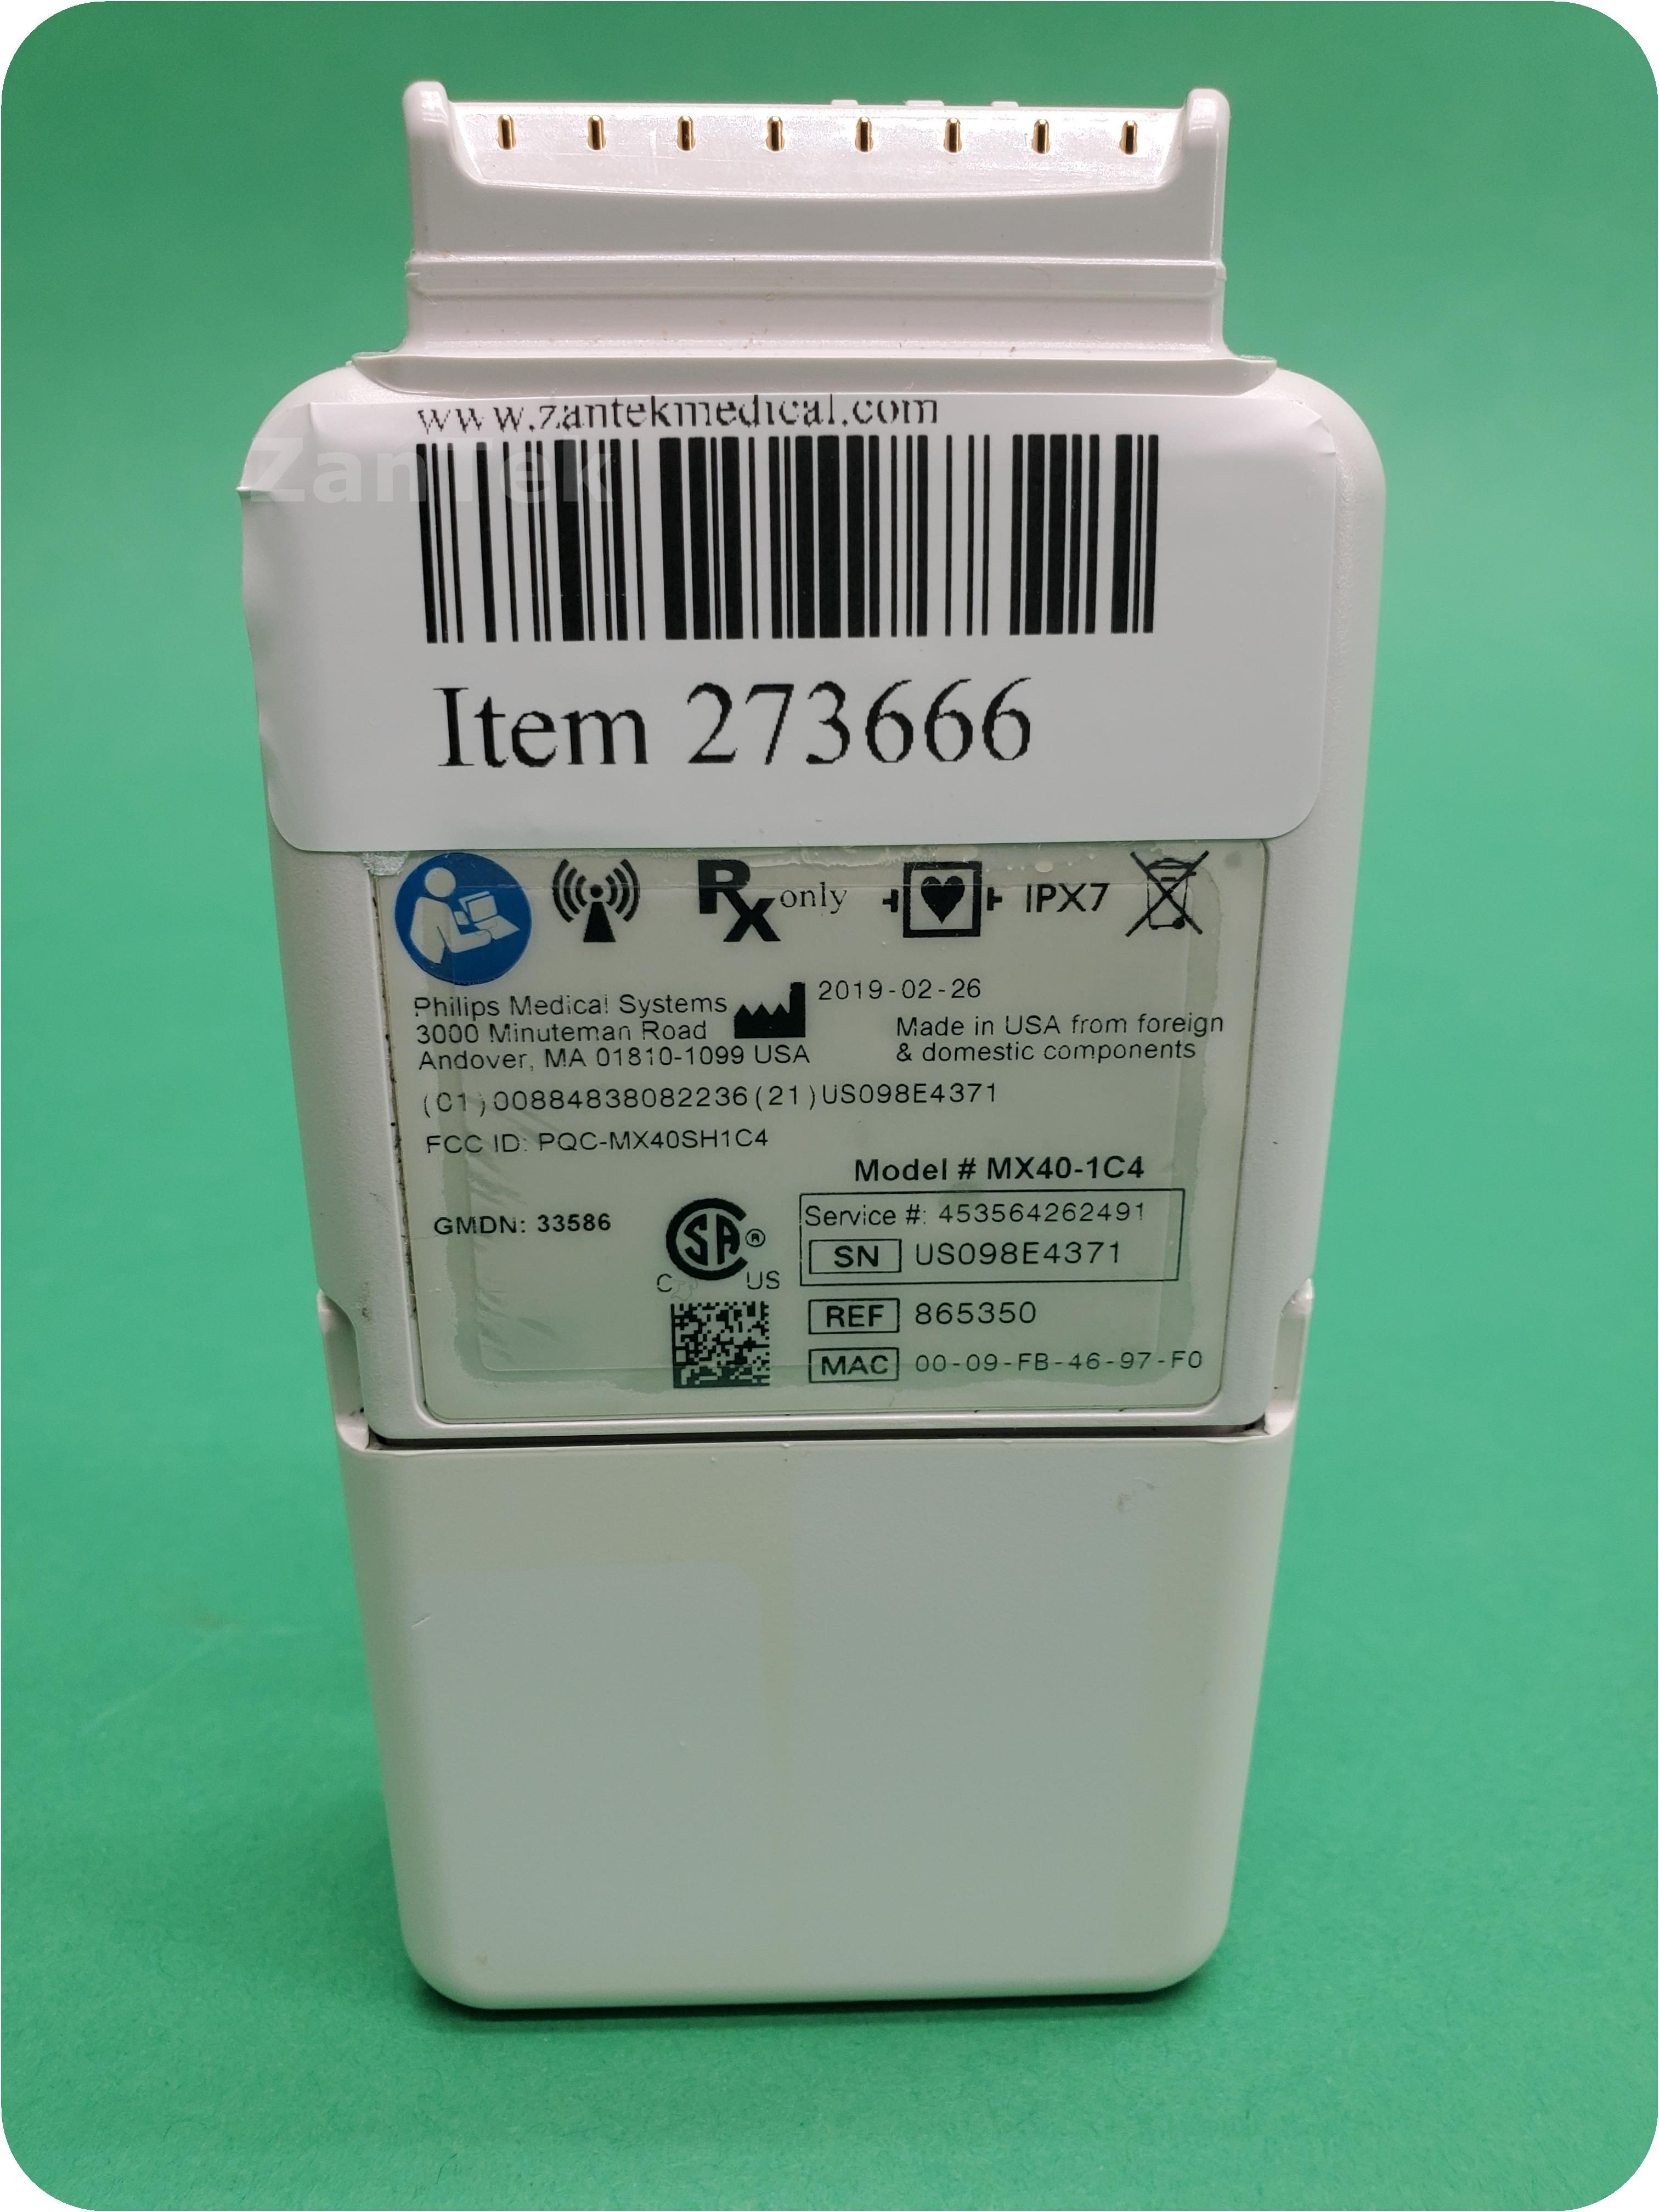 www.zantekmedical.com
ZanTek
Item 273666
Rx only
IPX7
Philips Medical Systems
3000 Minuteman Road
Andover, MA 01810-1099 USA
2019-02-26
Made in USA from foreign
& domestic components
(01)00884838082236(21)US098E4371
FCC ID: PQC-MX40SH1C4
Model # MX40-1C4
GMDN: 33586
CSA ®
C US
Service #: 453564262491
SN US098E4371
REF 865350
MAC 00-09-FB-46-97-F0